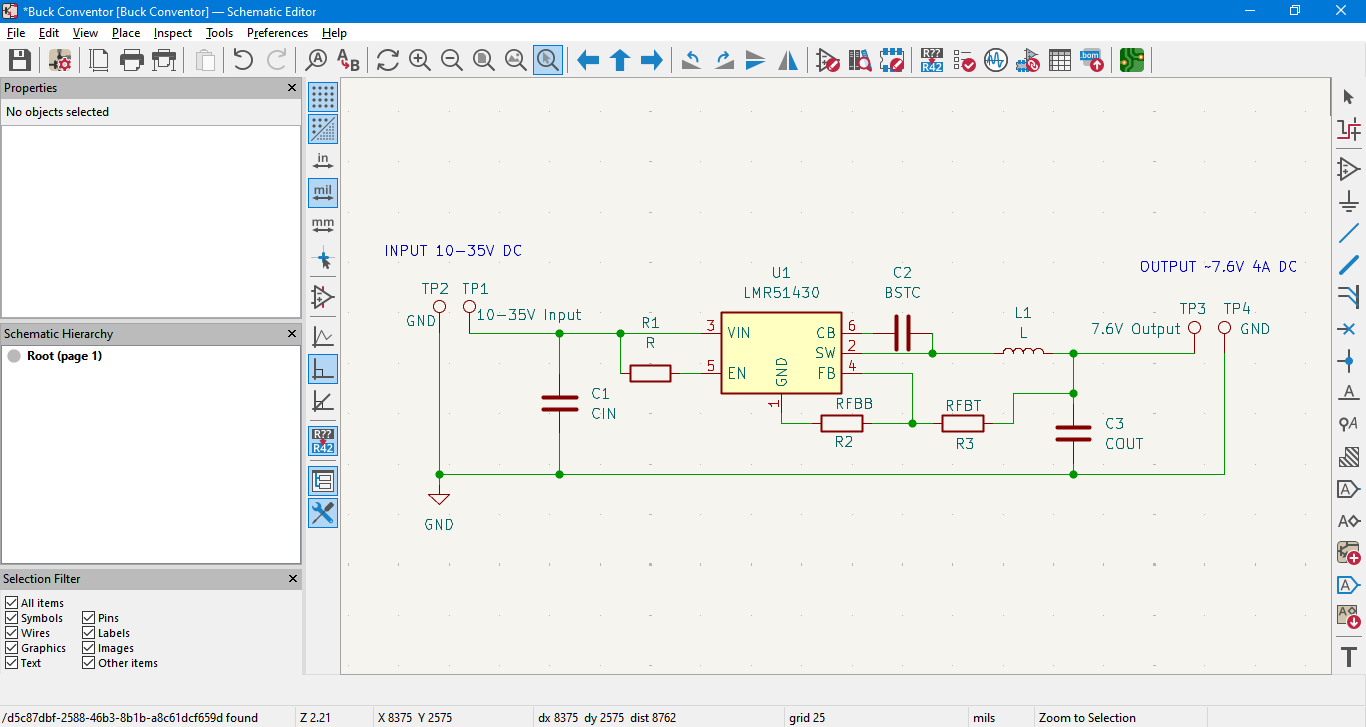 *Buck Conventor [Buck Conventor] — Schematic Editor
File Edit View Place Inspect Tools Preferences Help
A
A B
R??
R42
bom
Properties
No objects selected
in
mil
mm
R??
R42
Schematic Hierarchy
Root (page 1)
Selection Filter
All items
Symbols Pins
Wires Labels
Graphics Images
Text Other items
INPUT 10-35V DC
OUTPUT ~7.6V 4A DC
TP2 TP1
GND 10-35V Input
R1
R
U1
LMR51430
3 VIN
5 EN
GND
1
CB 6
SW 2
FB 4
C2
BSTC
L1
L
TP3 TP4
7.6V Output GND
C1
CIN
RFBB
R2
RFBT
R3
C3
COUT
GND
A
A
A
A
A
A
T
/d5c87dbf-2588-46b3-8b1b-a8c61dcf659d found Z 2.21 X 8375 Y 2575 dx 8375 dy 2575 dist 8762 grid 25 mils Zoom to Selection